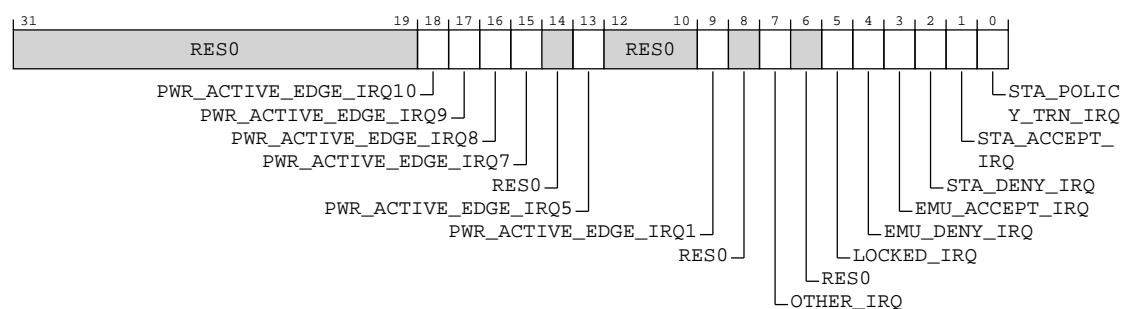 31 19 18 17 16 15 14 13 12 10 9 8 7 6 5 4 3 2 1 0
RES0 RES0
PWR_ACTIVE_EDGE_IRQ10 STA_POLIC
PWR_ACTIVE_EDGE_IRQ9 Y_TRN_IRQ
PWR_ACTIVE_EDGE_IRQ8 STA_ACCEPT_
PWR_ACTIVE_EDGE_IRQ7 IRQ
RES0 STA_DENY_IRQ
PWR_ACTIVE_EDGE_IRQ5 EMU_ACCEPT_IRQ
PWR_ACTIVE_EDGE_IRQ1 EMU_DENY_IRQ
RES0 LOCKED_IRQ
RES0
OTHER_IRQ